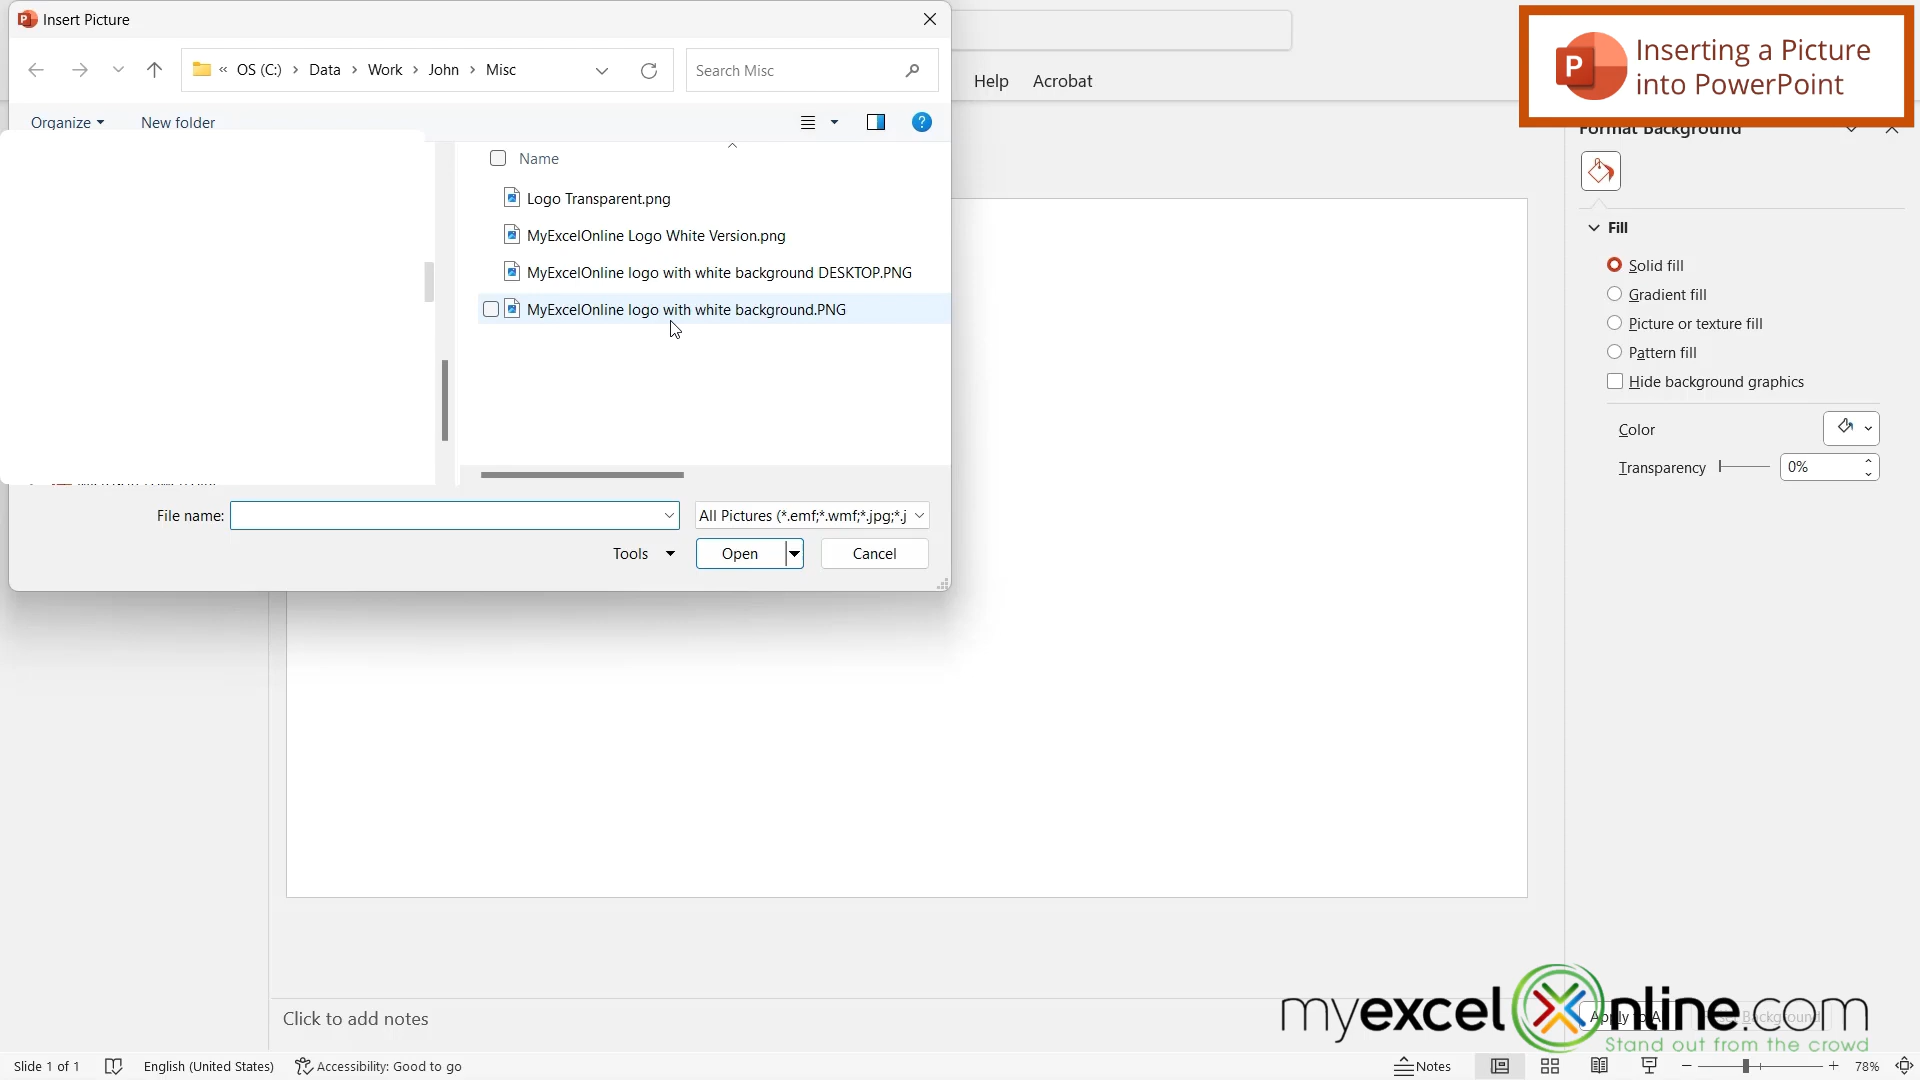 Insert Picture
« OS (C:) > Data > Work > John > Misc
Search Misc
Help Acrobat
Inserting a Picture
into PowerPoint
Organize New folder
Format Background
Name
Logo Transparent.png
MyExcelOnline Logo White Version.png
MyExcelOnline logo with white background DESKTOP.PNG
MyExcelOnline logo with white background.PNG
Fill
Solid fill
Gradient fill
Picture or texture fill
Pattern fill
Hide background graphics
Color
Transparency 0%
File name: All Pictures (*.emf;*.wmf;*.jpg;*.j
Tools Open Cancel
Click to add notes
myexcelOnline.com
Stand out from the crowd
Slide 1 of 1 English (United States) Accessibility: Good to go Notes 78%